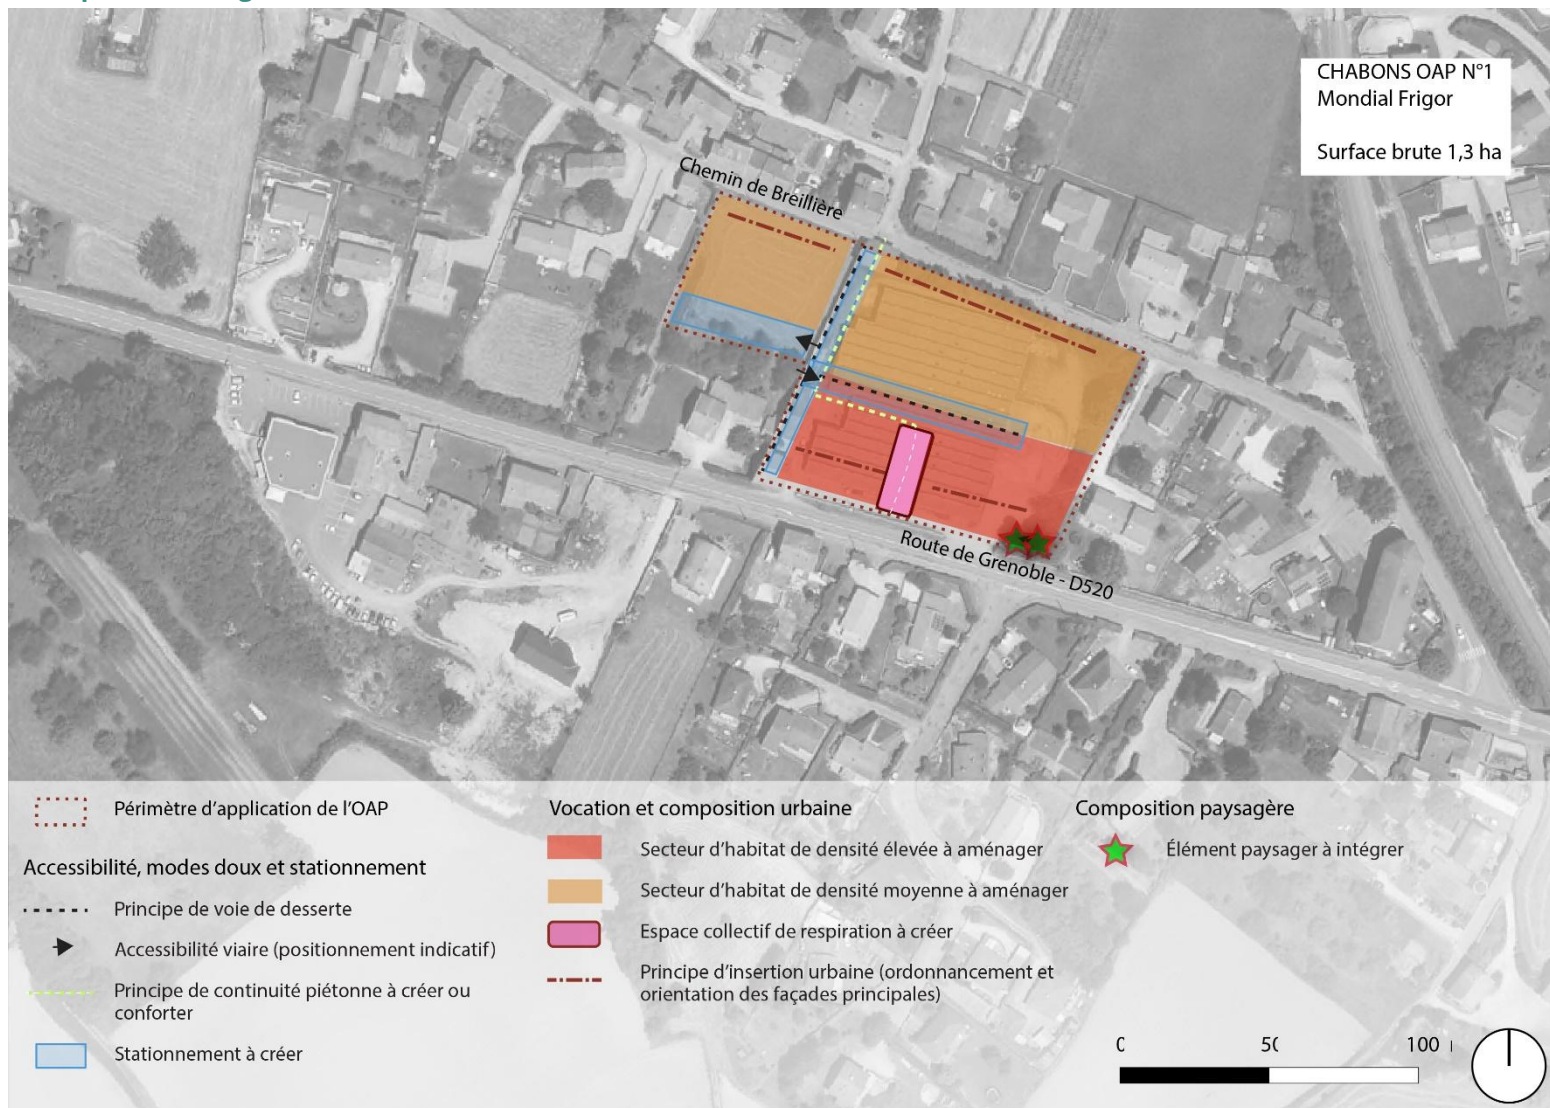 CHABONS OAP N°1
Mondial Frigor
Surface brute 1,3 ha
Chemin de Breillière
Route de Grenoble - D520
Périmètre d'application de l'OAP
Accessibilité, modes doux et stationnement
Principe de voie de desserte
Accessibilité viaire (positionnement indicatif)
Principe de continuité piétonne à créer ou
conforter
Stationnement à créer
Vocation et composition urbaine
Secteur d'habitat de densité élevée à aménager
Secteur d'habitat de densité moyenne à aménager
Espace collectif de respiration à créer
Principe d'insertion urbaine (ordonnancement et
orientation des façades principales)
Composition paysagère
Élément paysager à intégrer
100